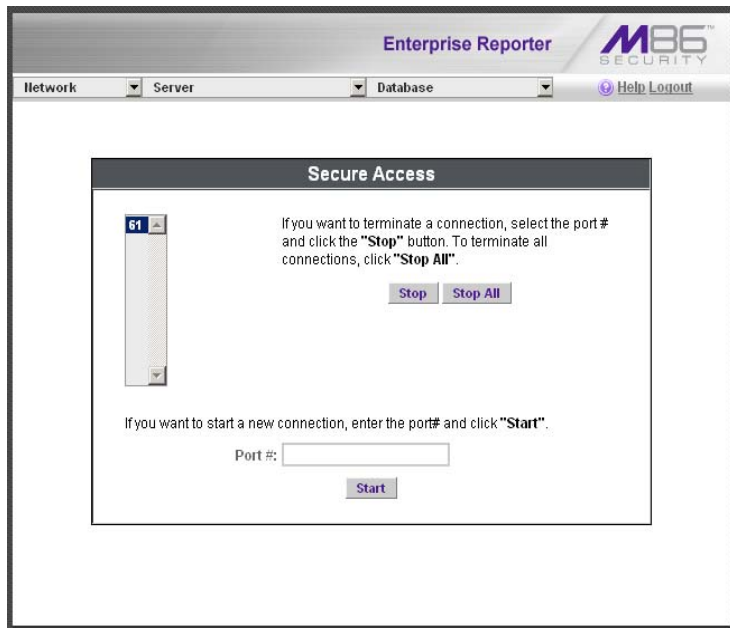 Enterprise Reporter
M86™
SECURITY
Network
Server
Database
Help Logout
Secure Access
61
If you want to terminate a connection, select the port #
and click the "Stop" button. To terminate all
connections, click "Stop All".
Stop
Stop All
If you want to start a new connection, enter the port# and click "Start".
Port #:
Start